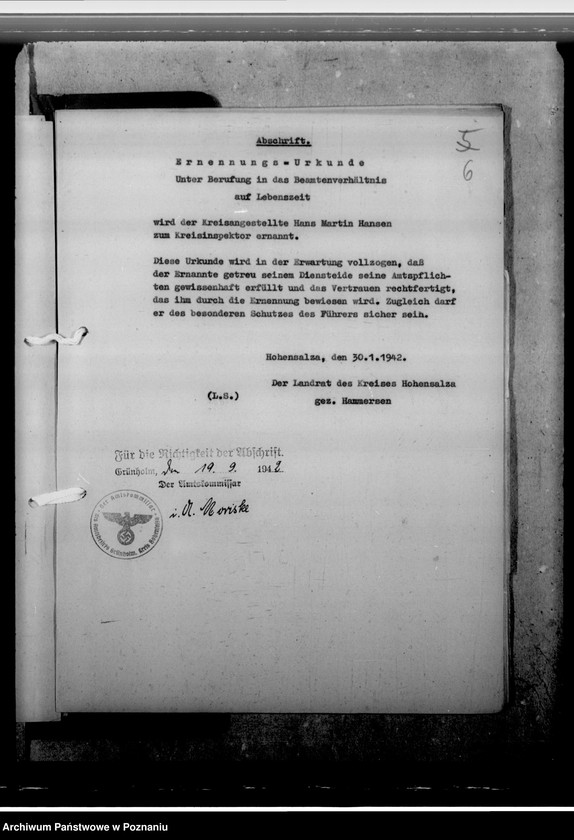 Abschrift.
5
6
Ernennungs-Urkunde
Unter Berufung in das Beamtenverhältnis
auf Lebenszeit
wird der Kreisangestellte Hans Martin Hansen
zum Kreisinspektor ernannt.
Diese Urkunde wird in der Erwartung vollzogen, daß
der Ernannte getreu seinem Diensteide seine Amtspflich-
ten gewissenhaft erfüllt und das Vertrauen rechtfertigt,
das ihm durch die Ernennung bewiesen wird. Zugleich darf
er des besonderen Schutzes des Führers sicher sein.
Hohensalza, den 30.1.1942.
Der Landrat des Kreises Hohensalza
(L.S.)
gez. Hammersen
Für die Richtigkeit der Abschrift.
Grünholm, den 19. 9. 1942
Der Amtskommissar
i.A. Moriske
Der Amtskommissar
Archiwum Państwowe w Poznaniu